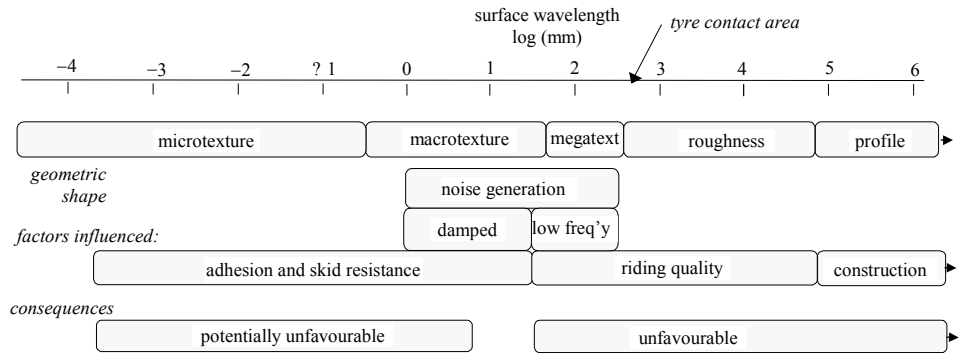 surface wavelength
log (mm)
tyre contact area
–4 –3 –2 ? 1 0 1 2 3 4 5 6
microtexture macrotexture megatext roughness profile
geometric
shape
noise generation
damped low freq'y
factors influenced:
adhesion and skid resistance riding quality construction
consequences
potentially unfavourable unfavourable